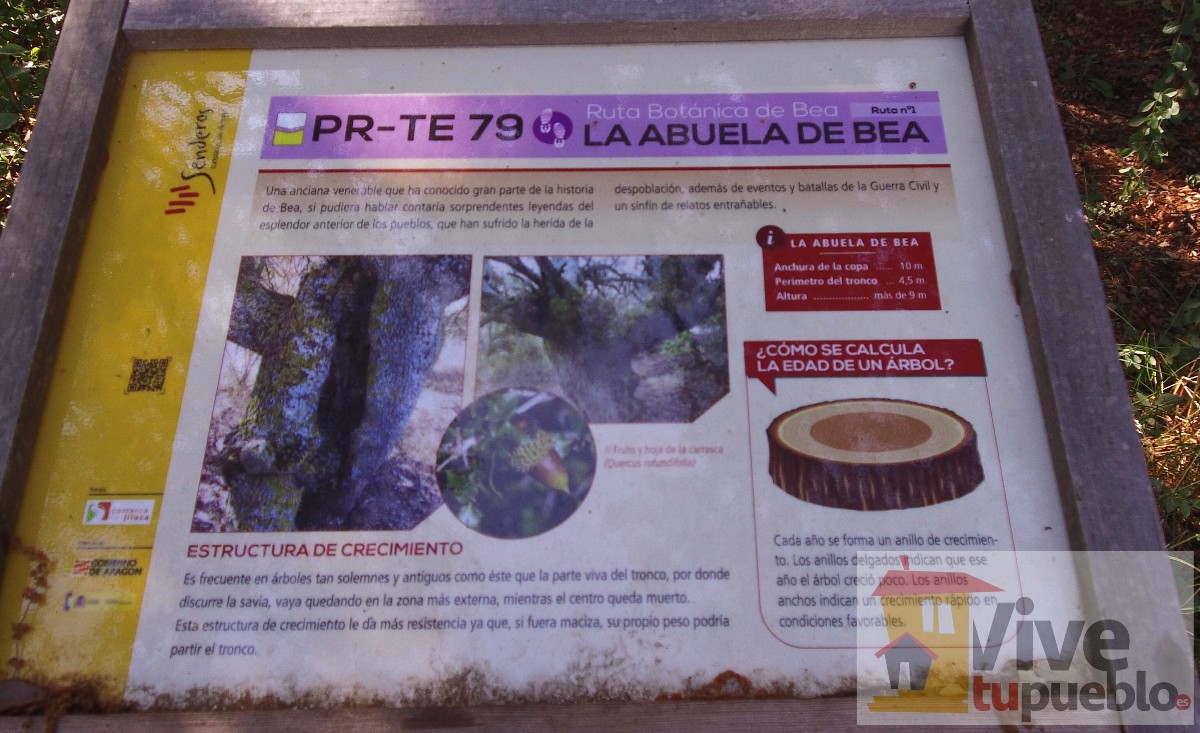 Senderos
PR-TE 79
Ruta Botánica de Bea
Ruta nº1
LA ABUELA DE BEA
Una anciana venerable que ha conocido gran parte de la historia
de Bea, si pudiera hablar contaría sorprendentes leyendas del
esplendor anterior de los pueblos, que han sufrido la herida de la
despoblación, además de eventos y batallas de la Guerra Civil y
un sinfín de relatos entrañables.
i
LA ABUELA DE BEA
Anchura de la copa ...... 10 m
Perímetro del tronco ... 4,5 m
Altura .................. más de 9 m
// Fruto y hoja de la carrasca
(Quercus rotundifolia)
¿CÓMO SE CALCULA
LA EDAD DE UN ÁRBOL?
Cada año se forma un anillo de crecimien-
to. Los anillos delgados indican que ese
año el árbol creció poco. Los anillos
anchos indican un crecimiento rápido en
condiciones favorables.
ESTRUCTURA DE CRECIMIENTO
Es frecuente en árboles tan solemnes y antiguos como éste que la parte viva del tronco, por donde
discurre la savia, vaya quedando en la zona más externa, mientras el centro queda muerto.
Esta estructura de crecimiento le da más resistencia ya que, si fuera maciza, su propio peso podría
partir el tronco.
comarca
del jiloca
GOBIERNO
DE ARAGON
Vive
tupueblo.es